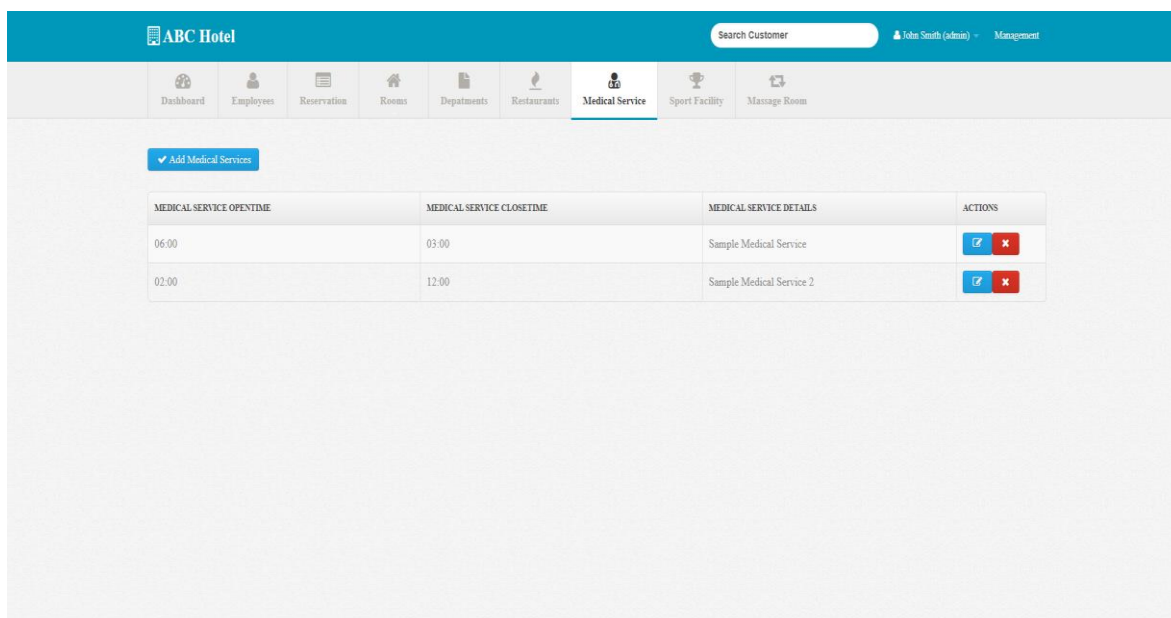 ABC Hotel
Search Customer
John Smith (admin)
Management
Dashboard
Employees
Reservation
Rooms
Depatments
Restaurants
Medical Service
Sport Facility
Massage Room
Add Medical Services
MEDICAL SERVICE OPENTIME MEDICAL SERVICE CLOSETIME MEDICAL SERVICE DETAILS ACTIONS
06:00 03:00 Sample Medical Service
02:00 12:00 Sample Medical Service 2